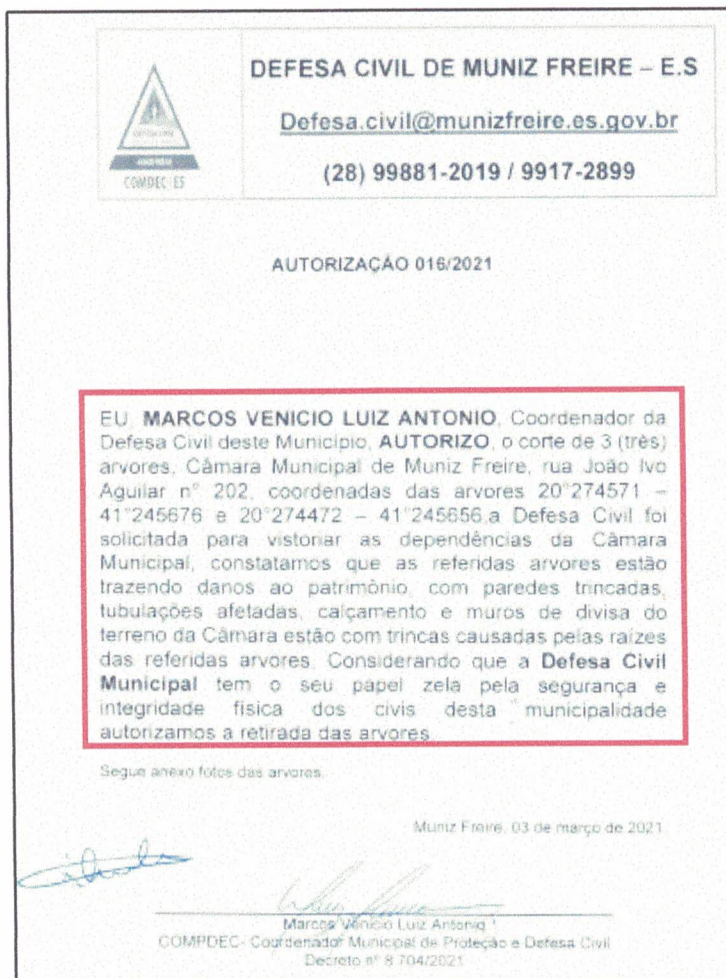 DEFESA CIVIL DE MUNIZ FREIRE – E.S
Defesa.civil@munizfreire.es.gov.br
(28) 99881-2019 / 9917-2899
COMDEC-ES
AUTORIZAÇÃO 016/2021
EU, MARCOS VENICIO LUIZ ANTONIO, Coordenador da
Defesa Civil deste Município, AUTORIZO, o corte de 3 (três)
arvores, Câmara Municipal de Muniz Freire, rua João Ivo
Aguilar n° 202, coordenadas das arvores 20°274571 –
41°245676 e 20°274472 – 41°245656,a Defesa Civil foi
solicitada para vistoriar as dependências da Câmara
Municipal, constatamos que as referidas arvores estão
trazendo danos ao patrimônio, com paredes trincadas,
tubulações afetadas, calçamento e muros de divisa do
terreno da Câmara estão com trincas causadas pelas raízes
das referidas arvores. Considerando que a Defesa Civil
Municipal tem o seu papel zela pela segurança e
integridade física dos civis desta municipalidade
autorizamos a retirada das arvores.
Segue anexo fotos das arvores.
Muniz Freire, 03 de março de 2021.
Marcos Venicio Luiz Antonio
COMPDEC- Coordenador Municipal de Proteção e Defesa Civil
Decreto nº 8.704/2021